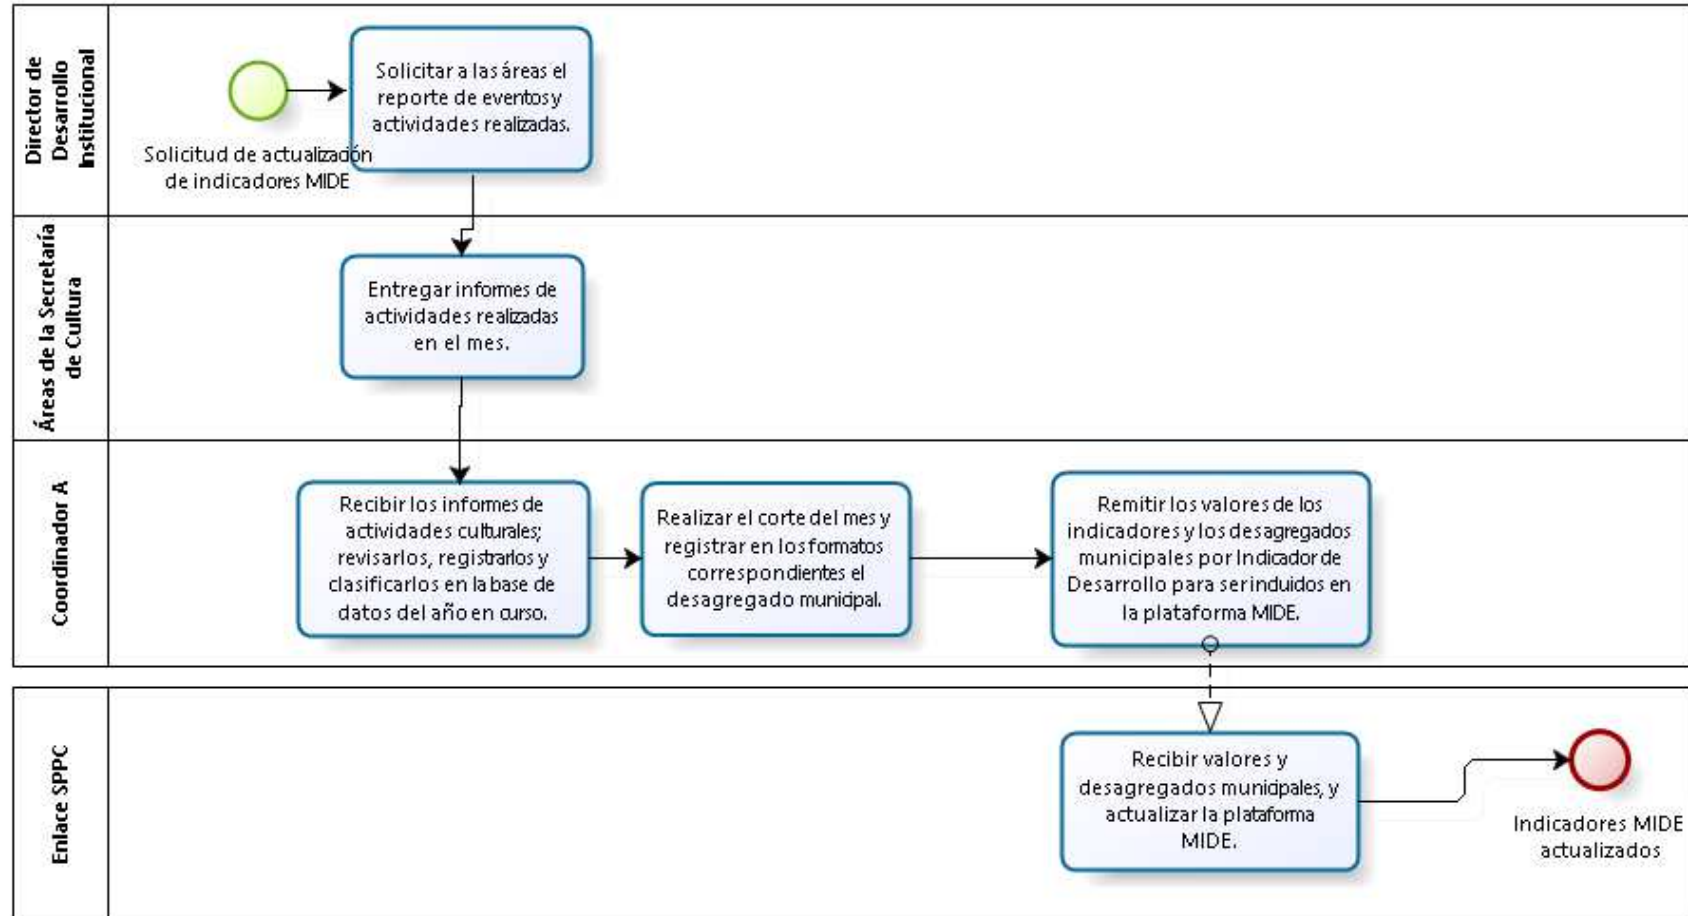 Director de
Desarrollo
Institucional
Solicitud de actualización
de indicadores MIDE
Solicitar a las áreas el
reporte de eventos y
actividades realizadas.
Áreas de la Secretaría
de Cultura
Entregar informes de
actividades realizadas
en el mes.
Coordinador A
Recibir los informes de
actividades culturales;
revisarlos, registrarlos y
clasificarlos en la base de
datos del año en curso.
Realizar el corte del mes y
registrar en los formatos
correspondientes el
desagregado municipal.
Remitir los valores de los
indicadores y los desagregados
municipales por Indicador de
Desarrollo para ser incluidos en
la plataforma MIDE.
Enlace SPPC
Recibir valores y
desagregados municipales, y
actualizar la plataforma
MIDE.
Indicadores MIDE
actualizados